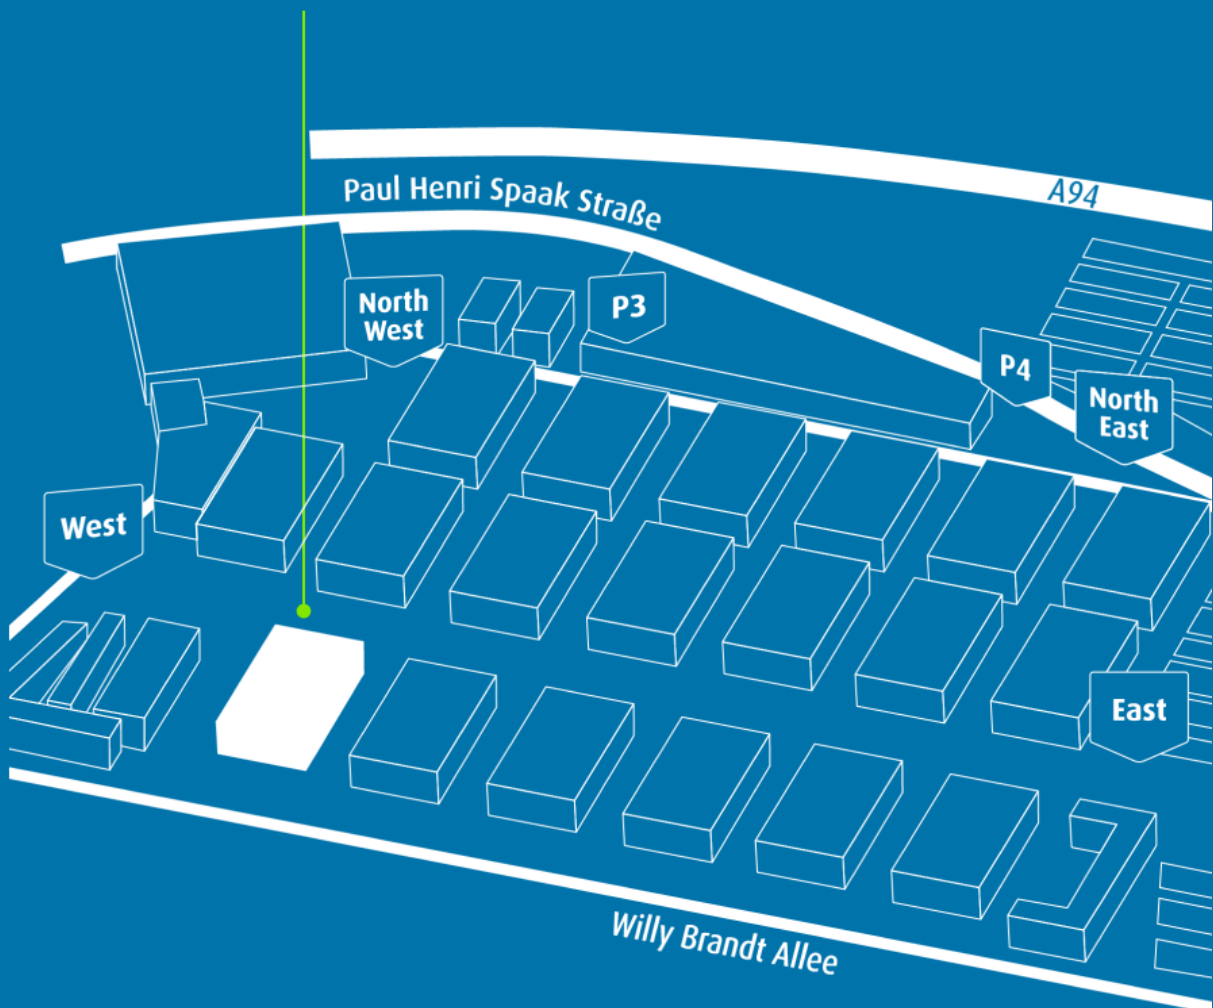 A94
Paul Henri Spaak Straße
North
West
P3
P4
North
East
West
East
Willy Brandt Allee